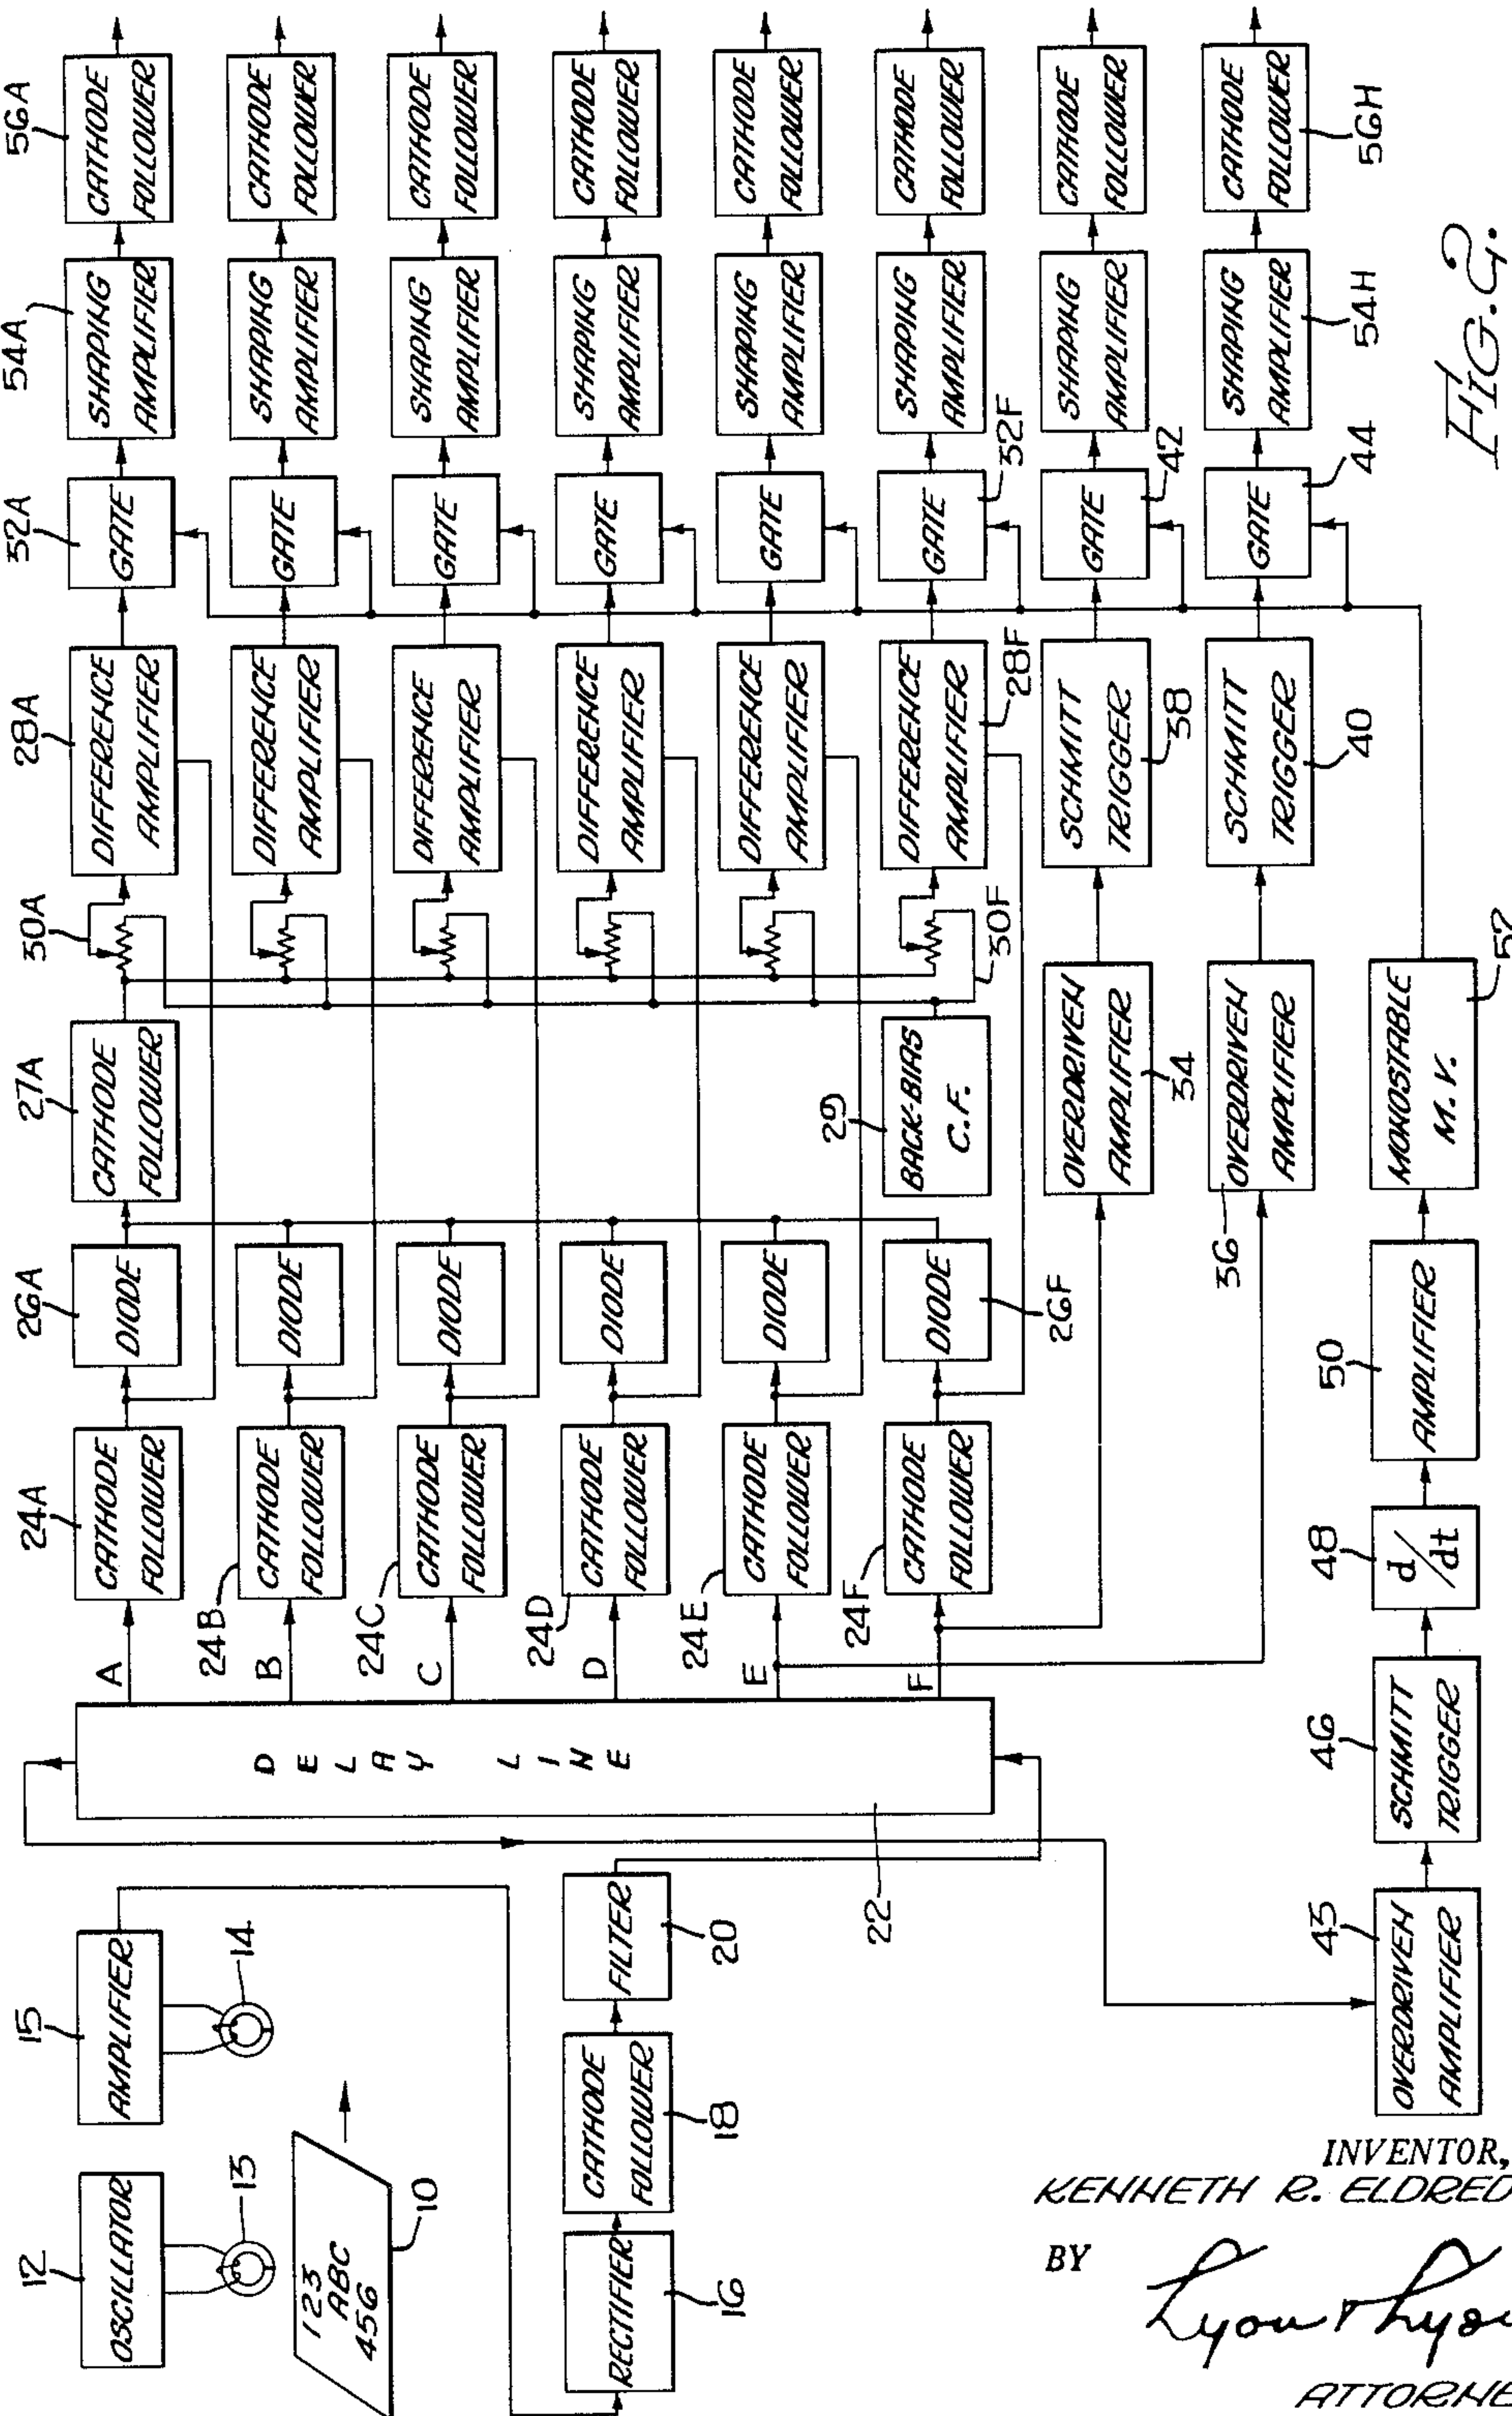 12
OSCILLATOR
13
123
ABC
456
10
15
AMPLIFIER
14
RECTIFIER
16
CATHODE
FOLLOWER
18
FILTER
20
DELAY LINE
22
A
24A
CATHODE
FOLLOWER
26A
DIODE
27A
CATHODE
FOLLOWER
30A
28A
DIFFERENCE
AMPLIFIER
32A
GATE
54A
SHAPING
AMPLIFIER
56A
CATHODE
FOLLOWER
B
24B
CATHODE
FOLLOWER
DIODE
DIFFERENCE
AMPLIFIER
GATE
SHAPING
AMPLIFIER
CATHODE
FOLLOWER
C
24C
CATHODE
FOLLOWER
DIODE
DIFFERENCE
AMPLIFIER
GATE
SHAPING
AMPLIFIER
CATHODE
FOLLOWER
D
24D
CATHODE
FOLLOWER
DIODE
DIFFERENCE
AMPLIFIER
GATE
SHAPING
AMPLIFIER
CATHODE
FOLLOWER
E
24E
CATHODE
FOLLOWER
DIODE
DIFFERENCE
AMPLIFIER
GATE
SHAPING
AMPLIFIER
CATHODE
FOLLOWER
F
24F
CATHODE
FOLLOWER
DIODE
26F
29
BACK-BIAS
C.F.
30F
DIFFERENCE
AMPLIFIER
28F
GATE
32F
SHAPING
AMPLIFIER
CATHODE
FOLLOWER
OVERDRIVEN
AMPLIFIER
34
SCHMITT
TRIGGER
38
GATE
42
SHAPING
AMPLIFIER
CATHODE
FOLLOWER
36
OVERDRIVEN
AMPLIFIER
SCHMITT
TRIGGER
40
GATE
44
SHAPING
AMPLIFIER
54H
CATHODE
FOLLOWER
56H
45
OVERDRIVEN
AMPLIFIER
46
SCHMITT
TRIGGER
48
d/dt
50
AMPLIFIER
MONOSTABLE
M.V.
52
FIG. 2.
INVENTOR,
KENNETH R. ELDRED
BY
ATTORNE